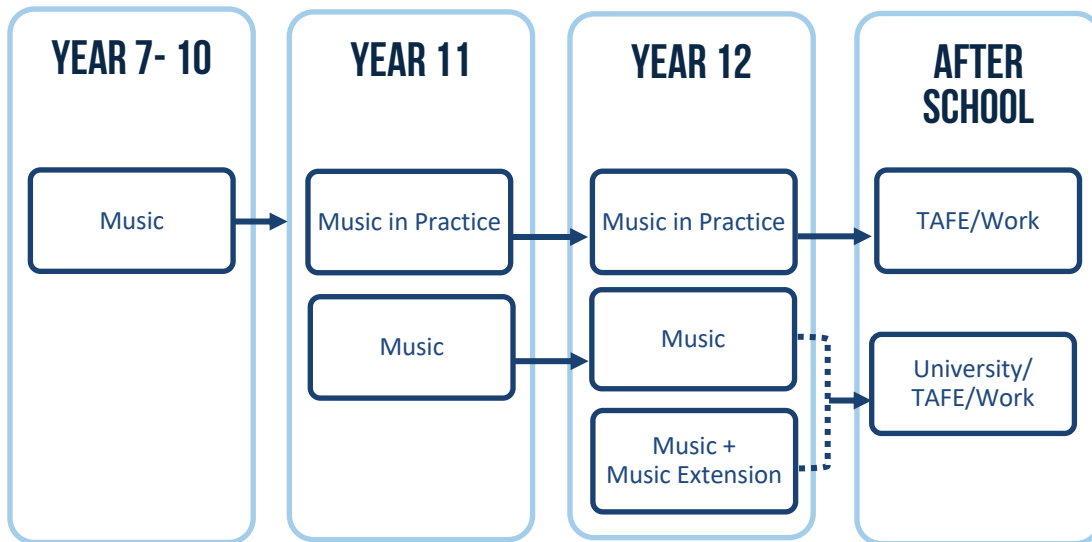 YEAR 7- 10
Music
YEAR 11
Music in Practice
Music
YEAR 12
Music in Practice
Music
Music +
Music Extension
AFTER
SCHOOL
TAFE/Work
University/
TAFE/Work